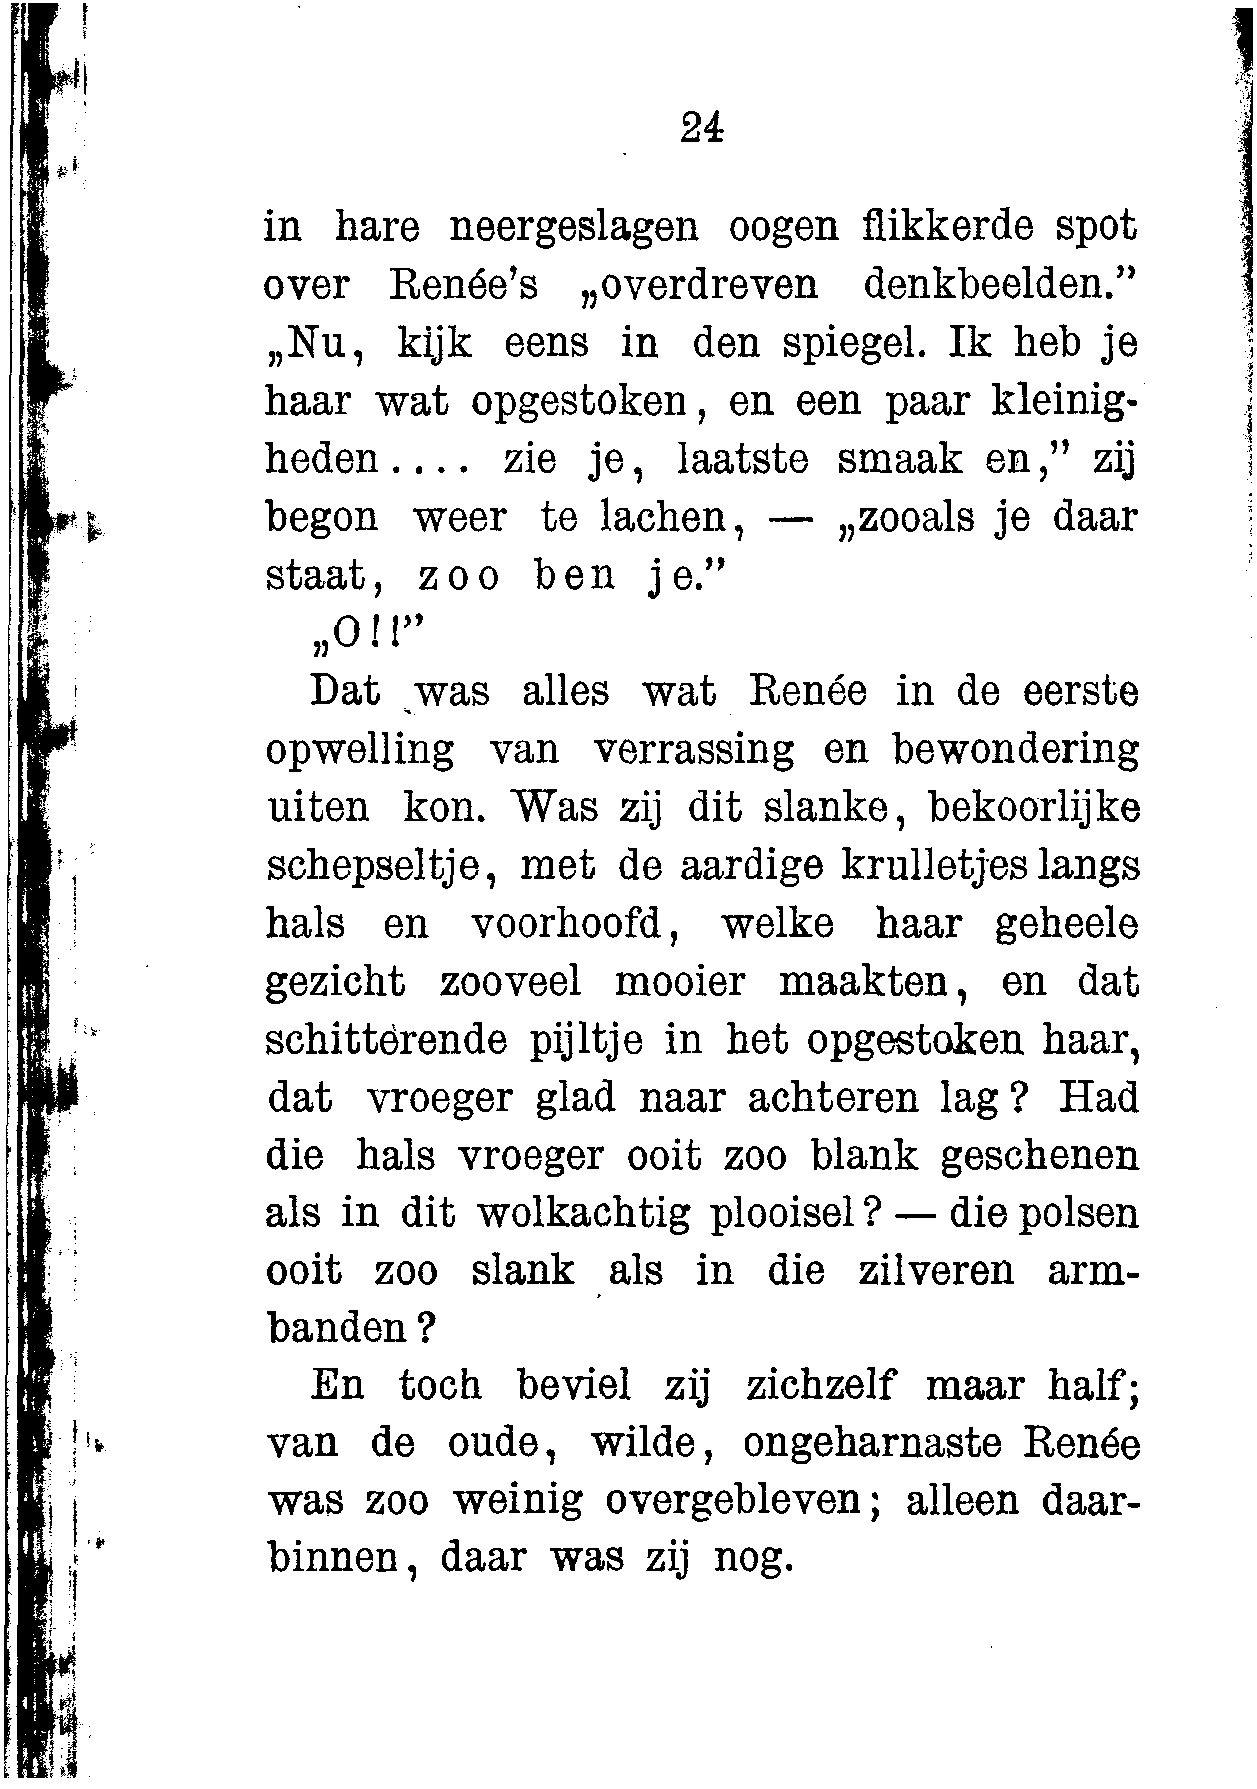 24
in hare neergeslagen oogen flikkerde spot
over Renée's „overdreven denkbeelden."
„Nu, kijk eens in den spiegel. Ik heb je
haar wat opgestoken, en een paar kleinig-
heden.... zie je, laatste smaak en," zij
begon weer te lachen, — „zooals je daar
staat, zoo ben je."
„O!!"
Dat was alles wat Renée in de eerste
opwelling van verrassing en bewondering
uiten kon. Was zij dit slanke, bekoorlijke
schepseltje, met de aardige krulletjes langs
hals en voorhoofd, welke haar geheele
gezicht zooveel mooier maakten, en dat
schitterende pijltje in het opgestoken haar,
dat vroeger glad naar achteren lag? Had
die hals vroeger ooit zoo blank geschenen
als in dit wolkachtig plooisel? — die polsen
ooit zoo slank als in die zilveren arm-
banden?
En toch beviel zij zichzelf maar half;
van de oude, wilde, ongeharnaste Renée
was zoo weinig overgebleven; alleen daar-
binnen, daar was zij nog.